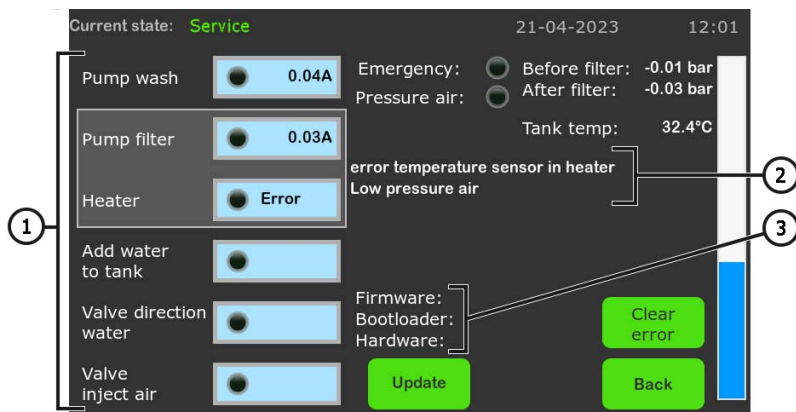 Current state: Service 21-04-2023 12:01
Pump wash 0.04A
Emergency: Before filter: -0.01 bar
Pressure air: After filter: -0.03 bar
Pump filter 0.03A
Tank temp: 32.4°C
error temperature sensor in heater
Low pressure air
2
Heater Error
1
3
Add water
to tank
Valve direction
water
Firmware:
Bootloader:
Hardware:
Clear
error
Valve
inject air
Update
Back